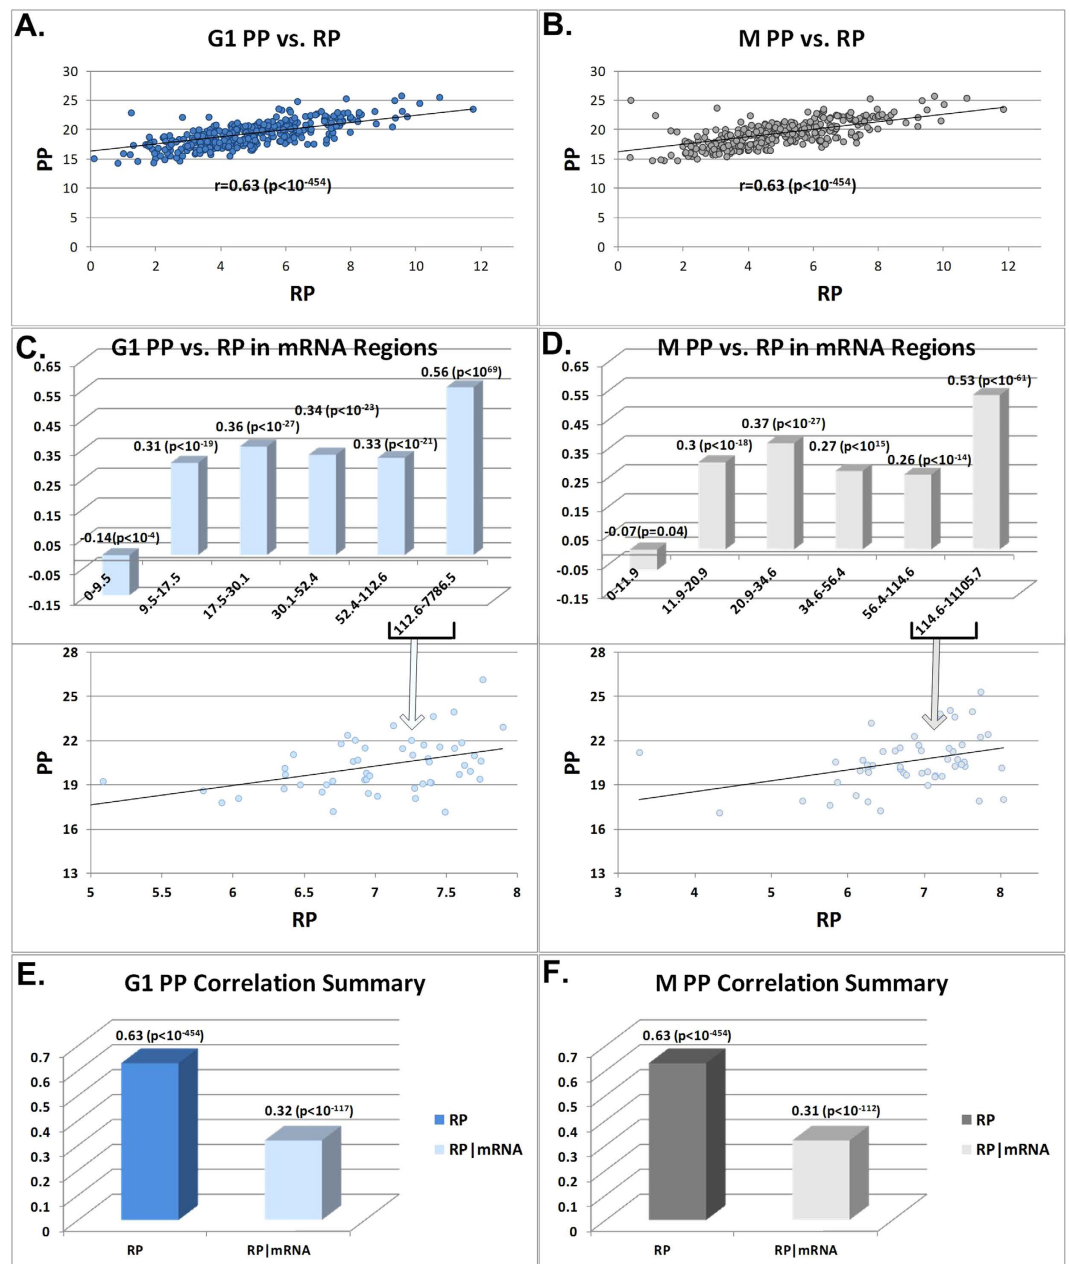 A.
G1 PP vs. RP
30
25
20
15
10
5
0
PP
r=0.63 (p<10-454)
0 2 4 6 8 10 12
RP
B.
M PP vs. RP
30
25
20
15
10
5
0
PP
r=0.63 (p<10-454)
0 2 4 6 8 10 12
RP
C.
G1 PP vs. RP in mRNA Regions
0.65
0.55
0.45
0.35
0.25
0.15
0.05
-0.05
-0.15
-0.14(p<10-4)
0.31 (p<10-19)
0.36 (p<10-27)
0.34 (p<10-23)
0.33 (p<10-21)
0.56 (p<1069)
0-9.5
9.5-17.5
17.5-30.1
30.1-52.4
52.4-112.6
112.6-7786.5
28
25
22
19
16
13
PP
5 5.5 6 6.5 7 7.5 8
RP
D.
M PP vs. RP in mRNA Regions
0.65
0.55
0.45
0.35
0.25
0.15
0.05
-0.05
-0.15
-0.07(p=0.04)
0.3 (p<10-18)
0.37 (p<10-27)
0.27 (p<1015)
0.26 (p<10-14)
0.53 (p<10-61)
0-11.9
11.9-20.9
20.9-34.6
34.6-56.4
56.4-114.6
114.6-11105.7
28
25
22
19
16
13
PP
3 4 5 6 7 8
RP
E.
G1 PP Correlation Summary
0.63 (p<10-454)
0.32 (p<10-117)
0.7
0.6
0.5
0.4
0.3
0.2
0.1
0
RP RP|mRNA
RP
RP|mRNA
F.
M PP Correlation Summary
0.63 (p<10-454)
0.31 (p<10-112)
0.7
0.6
0.5
0.4
0.3
0.2
0.1
0
RP RP|mRNA
RP
RP|mRNA